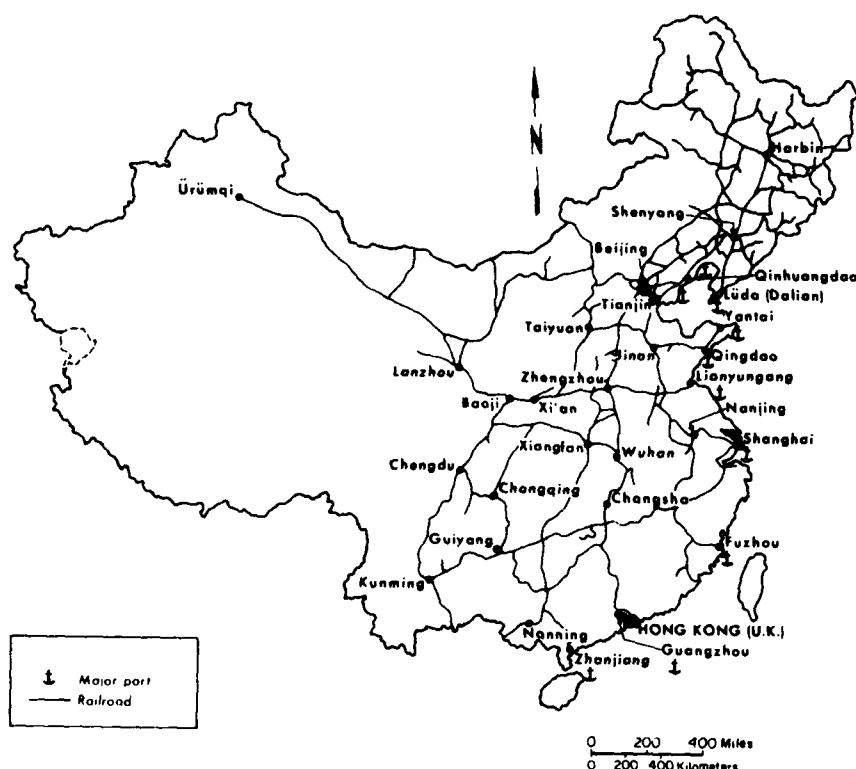 N
Harbin
Ürümqi
Shenyang
Beijing
Qinhuangdao
Tianjin
Lüda (Dalian)
Yantai
Taiyuan
Jinan
Qingdao
Lanzhou
Zhengzhou
Lianyungang
Baoji
Xi'an
Nanjing
Xiangfan
Wuhan
Shanghai
Chengdu
Chongqing
Changsha
Guiyang
Fuzhou
Kunming
Nanning
HONG KONG (U.K.)
Guangzhou
Zhanjiang
Major port
Railroad
0 200 400 Miles
0 200 400 Kilometers